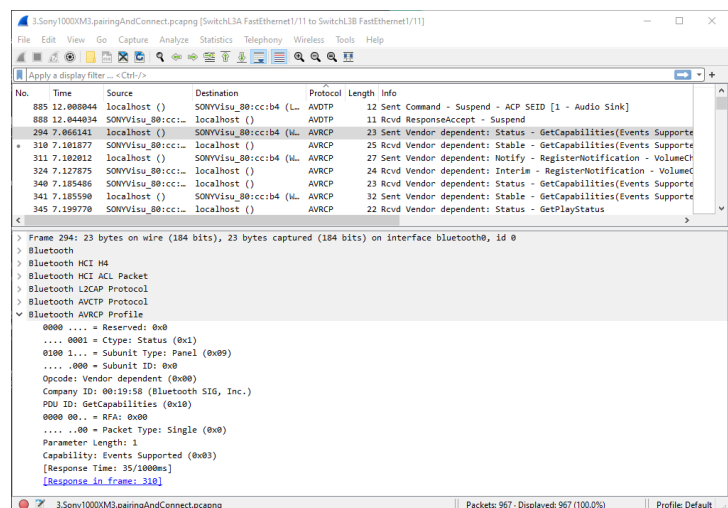 3.Sony1000XM3.pairingAndConnect.pcapng [SwitchL3A FastEthernet1/11 to SwitchL3B FastEthernet1/11]
File Edit View Go Capture Analyze Statistics Telephony Wireless Tools Help
Apply a display filter ... <Ctrl-/>
No. Time Source Destination Protocol Length Info
885 12.008044 localhost () SONYVisu_80:cc:b4 (L… AVDTP 12 Sent Command - Suspend - ACP SEID [1 - Audio Sink]
888 12.044034 SONYVisu_80:cc:… localhost () AVDTP 11 Rcvd ResponseAccept - Suspend
294 7.066141 localhost () SONYVisu_80:cc:b4 (W… AVRCP 23 Sent Vendor dependent: Status - GetCapabilities(Events Supporte
310 7.101877 SONYVisu_80:cc:… localhost () AVRCP 25 Rcvd Vendor dependent: Stable - GetCapabilities(Events Supporte
311 7.102012 localhost () SONYVisu_80:cc:b4 (W… AVRCP 27 Sent Vendor dependent: Notify - RegisterNotification - VolumeC
324 7.127875 SONYVisu_80:cc:… localhost () AVRCP 24 Rcvd Vendor dependent: Interim - RegisterNotification - VolumeC
340 7.185486 SONYVisu_80:cc:… localhost () AVRCP 23 Rcvd Vendor dependent: Status - GetCapabilities(Events Supporte
341 7.185590 localhost () SONYVisu_80:cc:b4 (W… AVRCP 32 Sent Vendor dependent: Stable - GetCapabilities(Events Supporte
345 7.199770 SONYVisu_80:cc:… localhost () AVRCP 22 Rcvd Vendor dependent: Status - GetPlayStatus
Frame 294: 23 bytes on wire (184 bits), 23 bytes captured (184 bits) on interface bluetooth0, id 0
Bluetooth
Bluetooth HCI H4
Bluetooth HCI ACL Packet
Bluetooth L2CAP Protocol
Bluetooth AVCTP Protocol
Bluetooth AVRCP Profile
0000 .... = Reserved: 0x0
.... 0001 = Ctype: Status (0x1)
0100 1... = Subunit Type: Panel (0x09)
.... .000 = Subunit ID: 0x0
Opcode: Vendor dependent (0x00)
Company ID: 00:19:58 (Bluetooth SIG, Inc.)
PDU ID: GetCapabilities (0x10)
0000 00.. = RFA: 0x00
.... ..00 = Packet Type: Single (0x0)
Parameter Length: 1
Capability: Events Supported (0x03)
[Response Time: 35/1000ms]
[Response in frame: 310]
3.Sony1000XM3.pairingAndConnect.pcapng Packets: 967 · Displayed: 967 (100.0%) Profile: Default